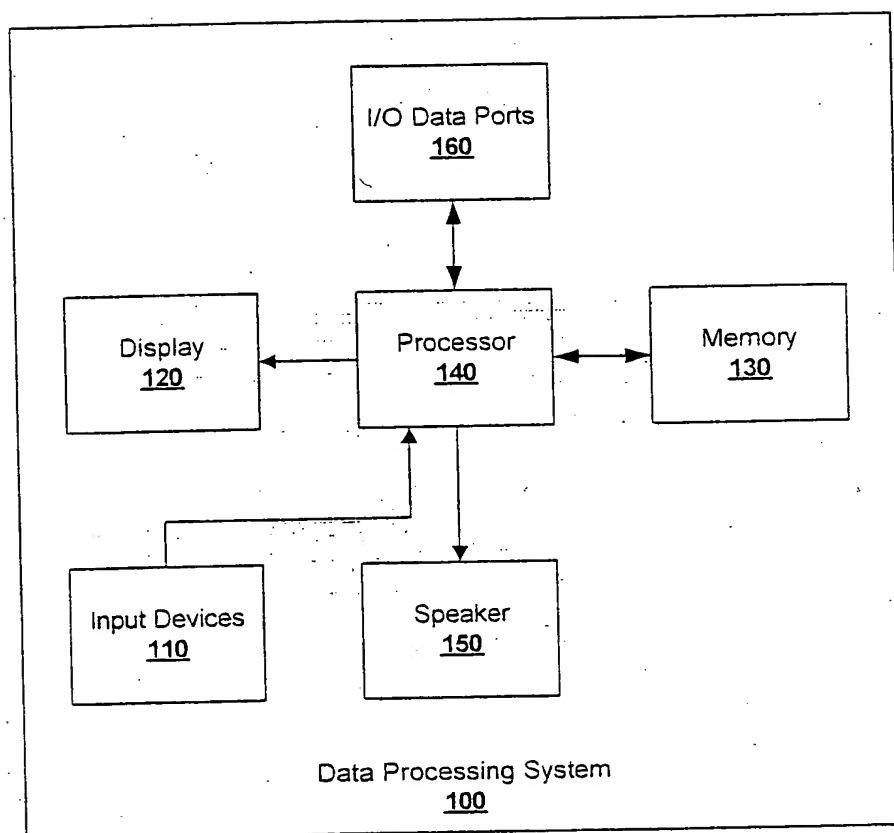 I/O Data Ports
160
Display
120
Processor
140
Memory
130
Input Devices
110
Speaker
150
Data Processing System
100